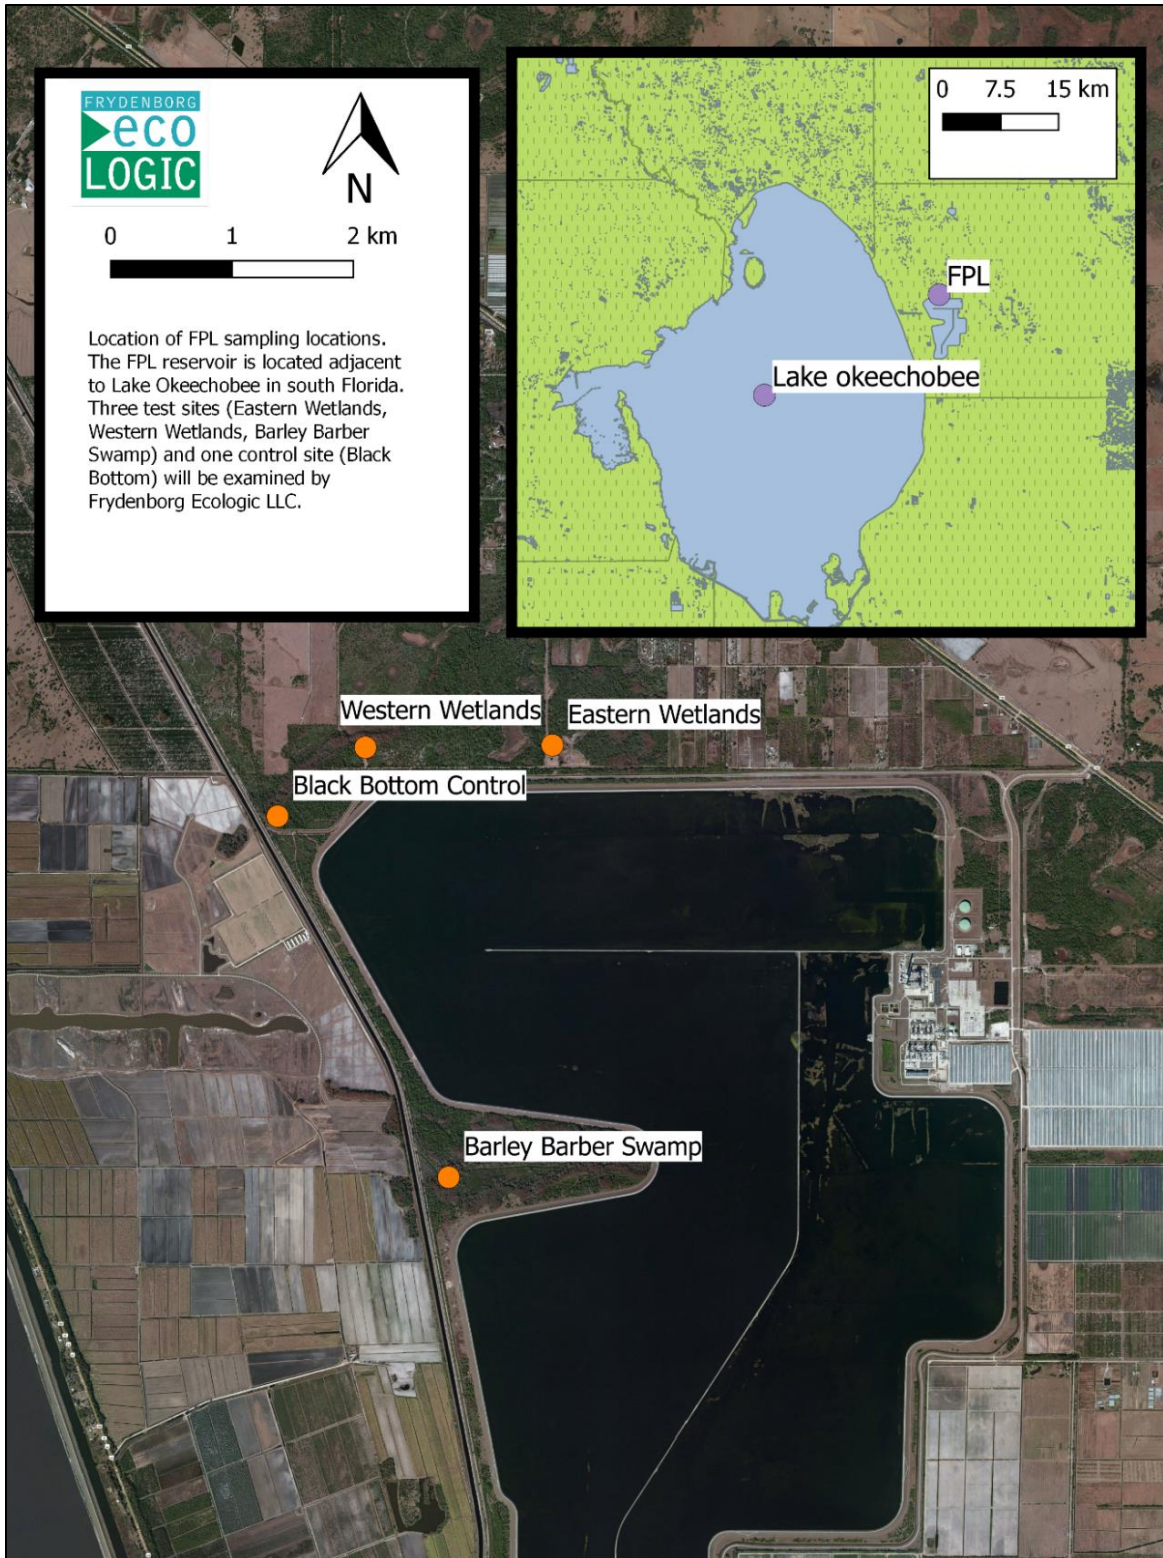 FRYDENBORG
eco
LOGIC
N
0 1 2 km
Location of FPL sampling locations.
The FPL reservoir is located adjacent
to Lake Okeechobee in south Florida.
Three test sites (Eastern Wetlands,
Western Wetlands, Barley Barber
Swamp) and one control site (Black
Bottom) will be examined by
Frydenborg Ecologic LLC.
0 7.5 15 km
FPL
Lake okeechobee
Western Wetlands
Eastern Wetlands
Black Bottom Control
Barley Barber Swamp